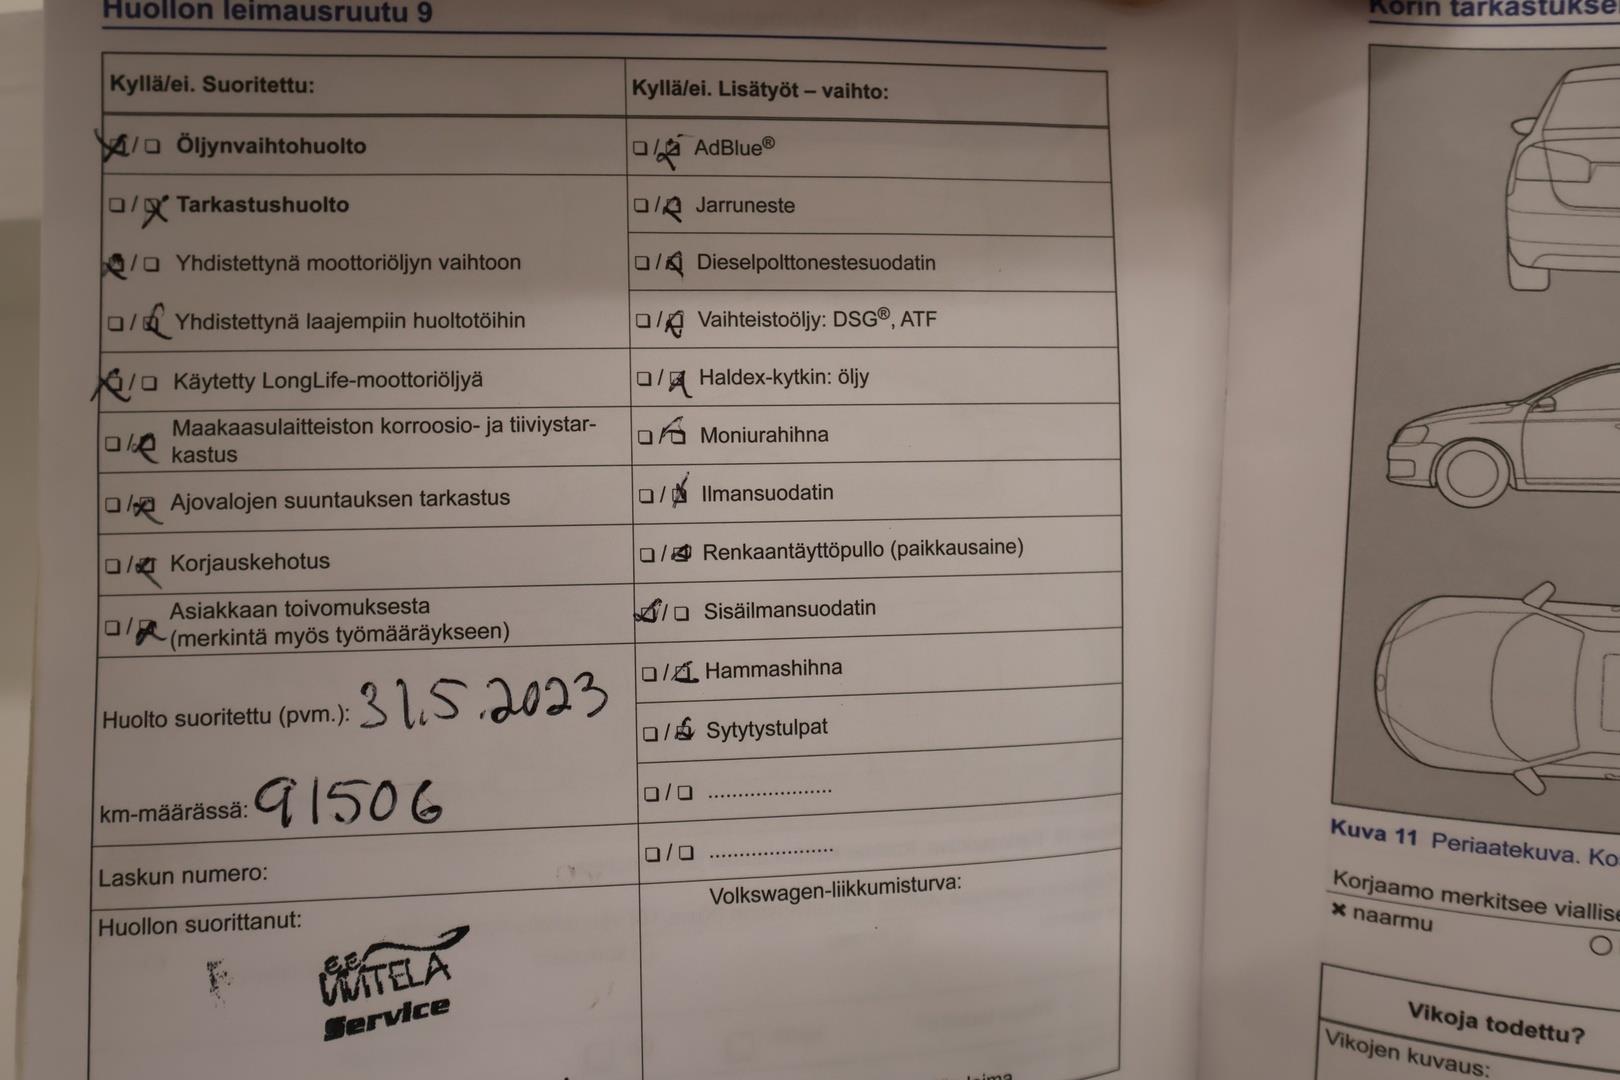 Huollon leimausruutu 9
Kyllä/ei. Suoritettu:
☒/☐ Öljynvaihtohuolto
☐/☒ Tarkastushuolto
☒/☐ Yhdistettynä moottoriöljyn vaihtoon
☐/☒ Yhdistettynä laajempiin huoltotöihin
☒/☐ Käytetty LongLife-moottoriöljyä
☐/☒ Maakaasulaitteiston korroosio- ja tiiviystar-
kastus
☐/☒ Ajovalojen suuntauksen tarkastus
☐/☒ Korjauskehotus
☐/☒ Asiakkaan toivomuksesta
(merkintä myös työmääräykseen)
Huolto suoritettu (pvm.): 31.5.2023
km-määrässä: 91506
Laskun numero:
Huollon suorittanut:
Service
Kyllä/ei. Lisätyöt – vaihto:
☐/☒ AdBlue®
☐/☒ Jarruneste
☐/☒ Dieselpolttonestesuodatin
☐/☒ Vaihteistoöljy: DSG®, ATF
☐/☒ Haldex-kytkin: öljy
☐/☒ Moniurahihna
☐/☒ Ilmansuodatin
☐/☒ Renkaantäyttöpullo (paikkausaine)
☒/☐ Sisäilmansuodatin
☐/☒ Hammashihna
☐/☒ Sytytystulpat
☐/☐ .....................
☐/☐ .....................
Volkswagen-liikkumisturva:
Korin tarkastukse
Kuva 11 Periaatekuva. Ko
Korjaamo merkitsee viallise
✖ naarmu
Vikoja todettu?
Vikojen kuvaus: